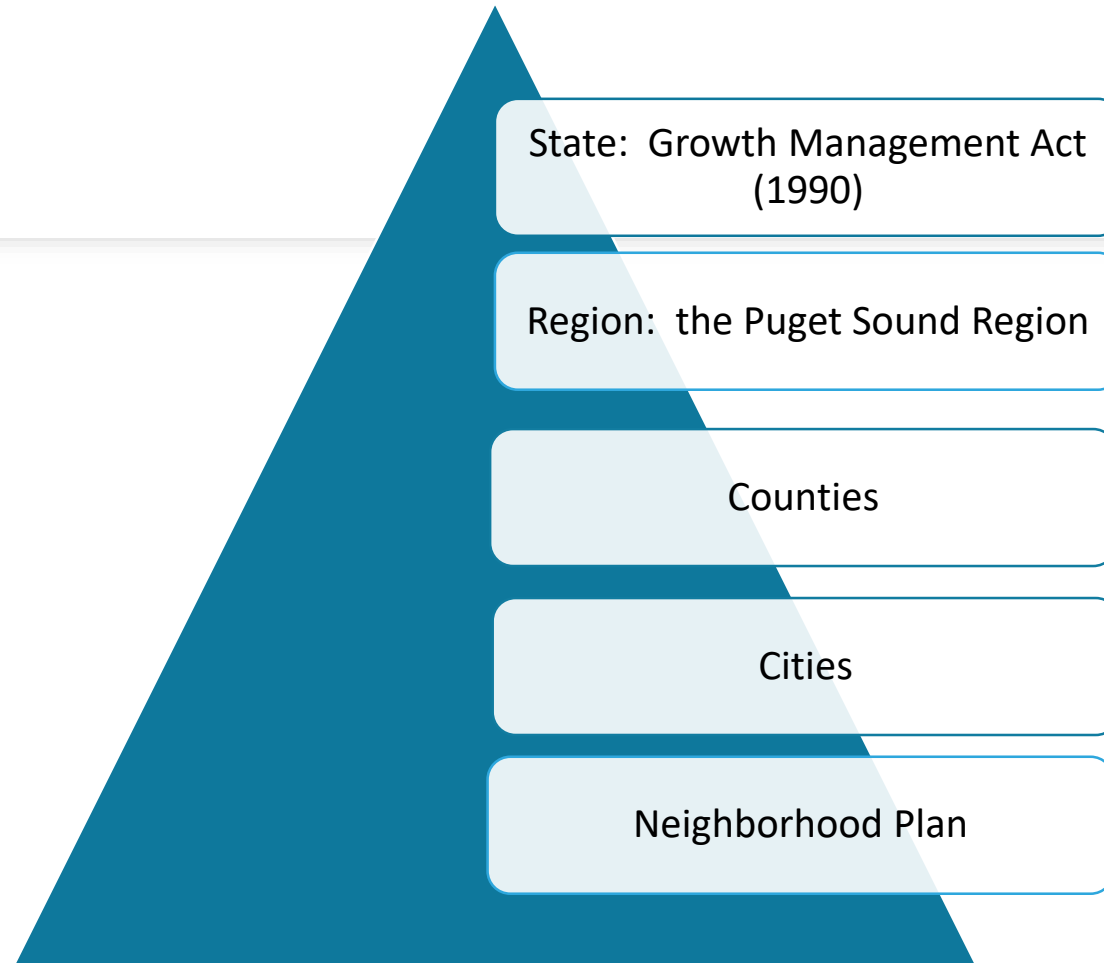 State:  Growth Management Act
(1990)
Region:  the Puget Sound Region
Counties
Cities
Neighborhood Plan